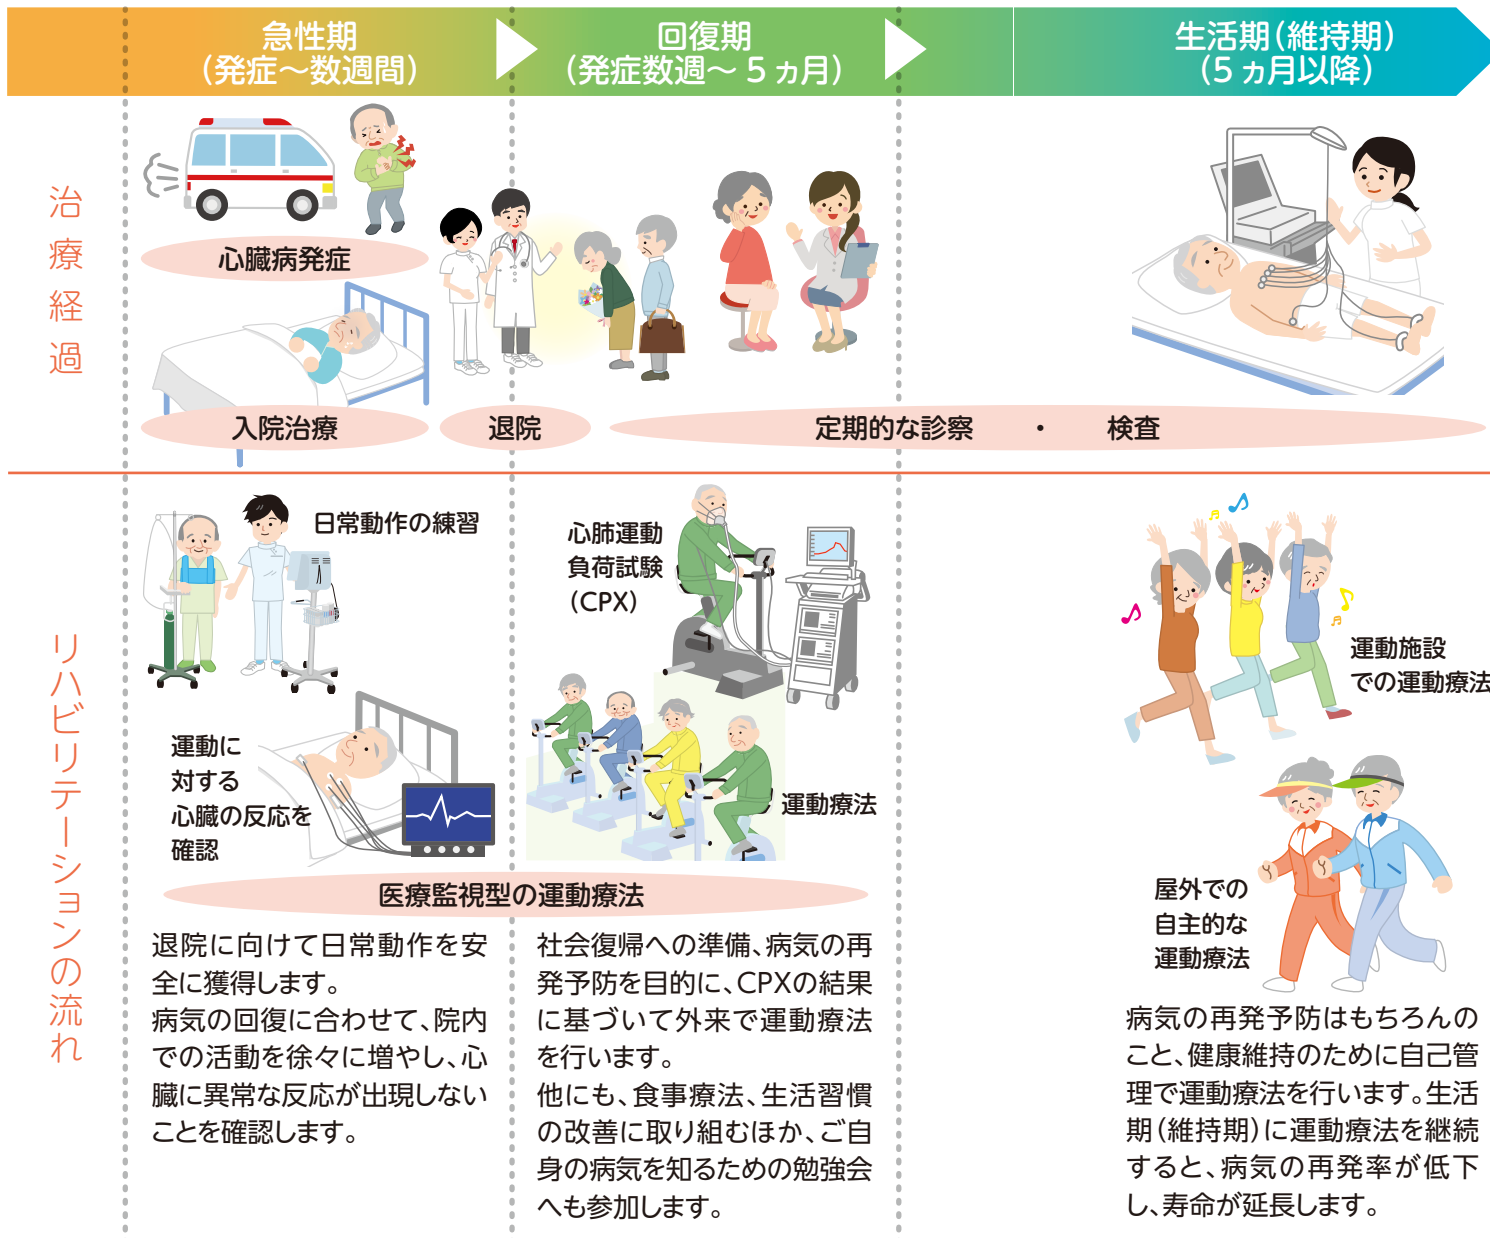 急性期
（発症～数週間）
回復期
（発症数週～５ヵ月）
生活期（維持期）
（５ヵ月以降）
治療経過
心臓病発症
入院治療
退院
定期的な診察　・　検査
リハビリテーションの流れ
日常動作の練習
運動に
対する
心臓の反応を
確認
心肺運動
負荷試験
（CPX）
運動療法
医療監視型の運動療法
退院に向けて日常動作を安
全に獲得します。
病気の回復に合わせて、院内
での活動を徐々に増やし、心
臓に異常な反応が出現しない
ことを確認します。
社会復帰への準備、病気の再
発予防を目的に、CPXの結果
に基づいて外来で運動療法
を行います。
他にも、食事療法、生活習慣
の改善に取り組むほか、ご自
身の病気を知るための勉強会
へも参加します。
運動施設
での運動療法
屋外での
自主的な
運動療法
病気の再発予防はもちろんの
こと、健康維持のために自己管
理で運動療法を行います。生活
期（維持期）に運動療法を継続
すると、病気の再発率が低下
し、寿命が延長します。